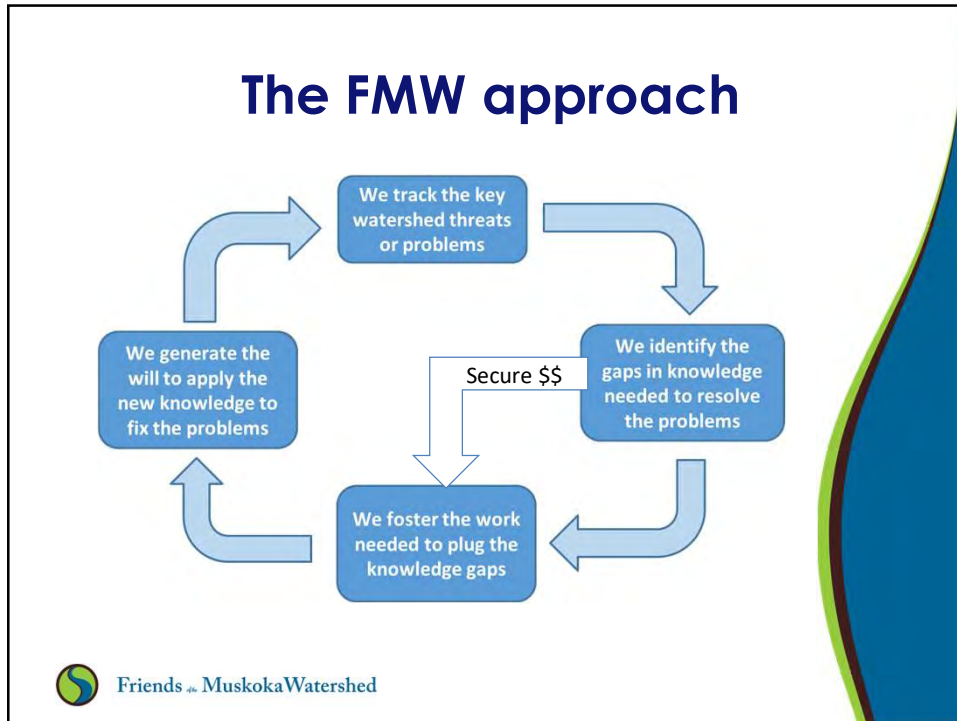 The FMW approach
We track the key
watershed threats
or problems
We identify the
gaps in knowledge
needed to resolve
the problems
Secure $$
We foster the work
needed to plug the
knowledge gaps
We generate the
will to apply the
new knowledge to
fix the problems
Friends of the Muskoka Watershed